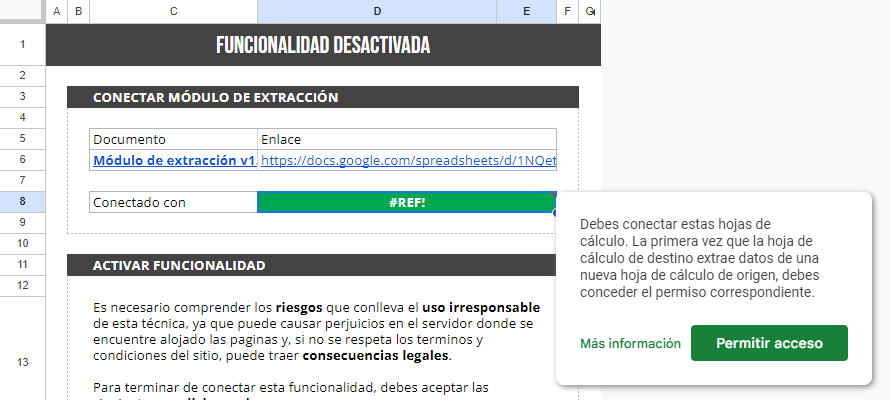 A B C D E F G
1 FUNCIONALIDAD DESACTIVADA
2
3 CONECTAR MÓDULO DE EXTRACCIÓN
4
5 Documento Enlace
6 Módulo de extracción v1 https://docs.google.com/spreadsheets/d/1NQet
7
8 Conectado con #REF!
9
10
11 ACTIVAR FUNCIONALIDAD
12
Es necesario comprender los riesgos que conlleva el uso irresponsable
de esta técnica, ya que puede causar perjuicios en el servidor donde se
encuentre alojado las paginas y, si no se respeta los terminos y
13
condiciones del sitio, puede traer consecuencias legales.
Para terminar de conectar esta funcionalidad, debes aceptar las
Debes conectar estas hojas de
cálculo. La primera vez que la hoja de
cálculo de destino extrae datos de una
nueva hoja de cálculo de origen, debes
conceder el permiso correspondiente.
Más información Permitir acceso